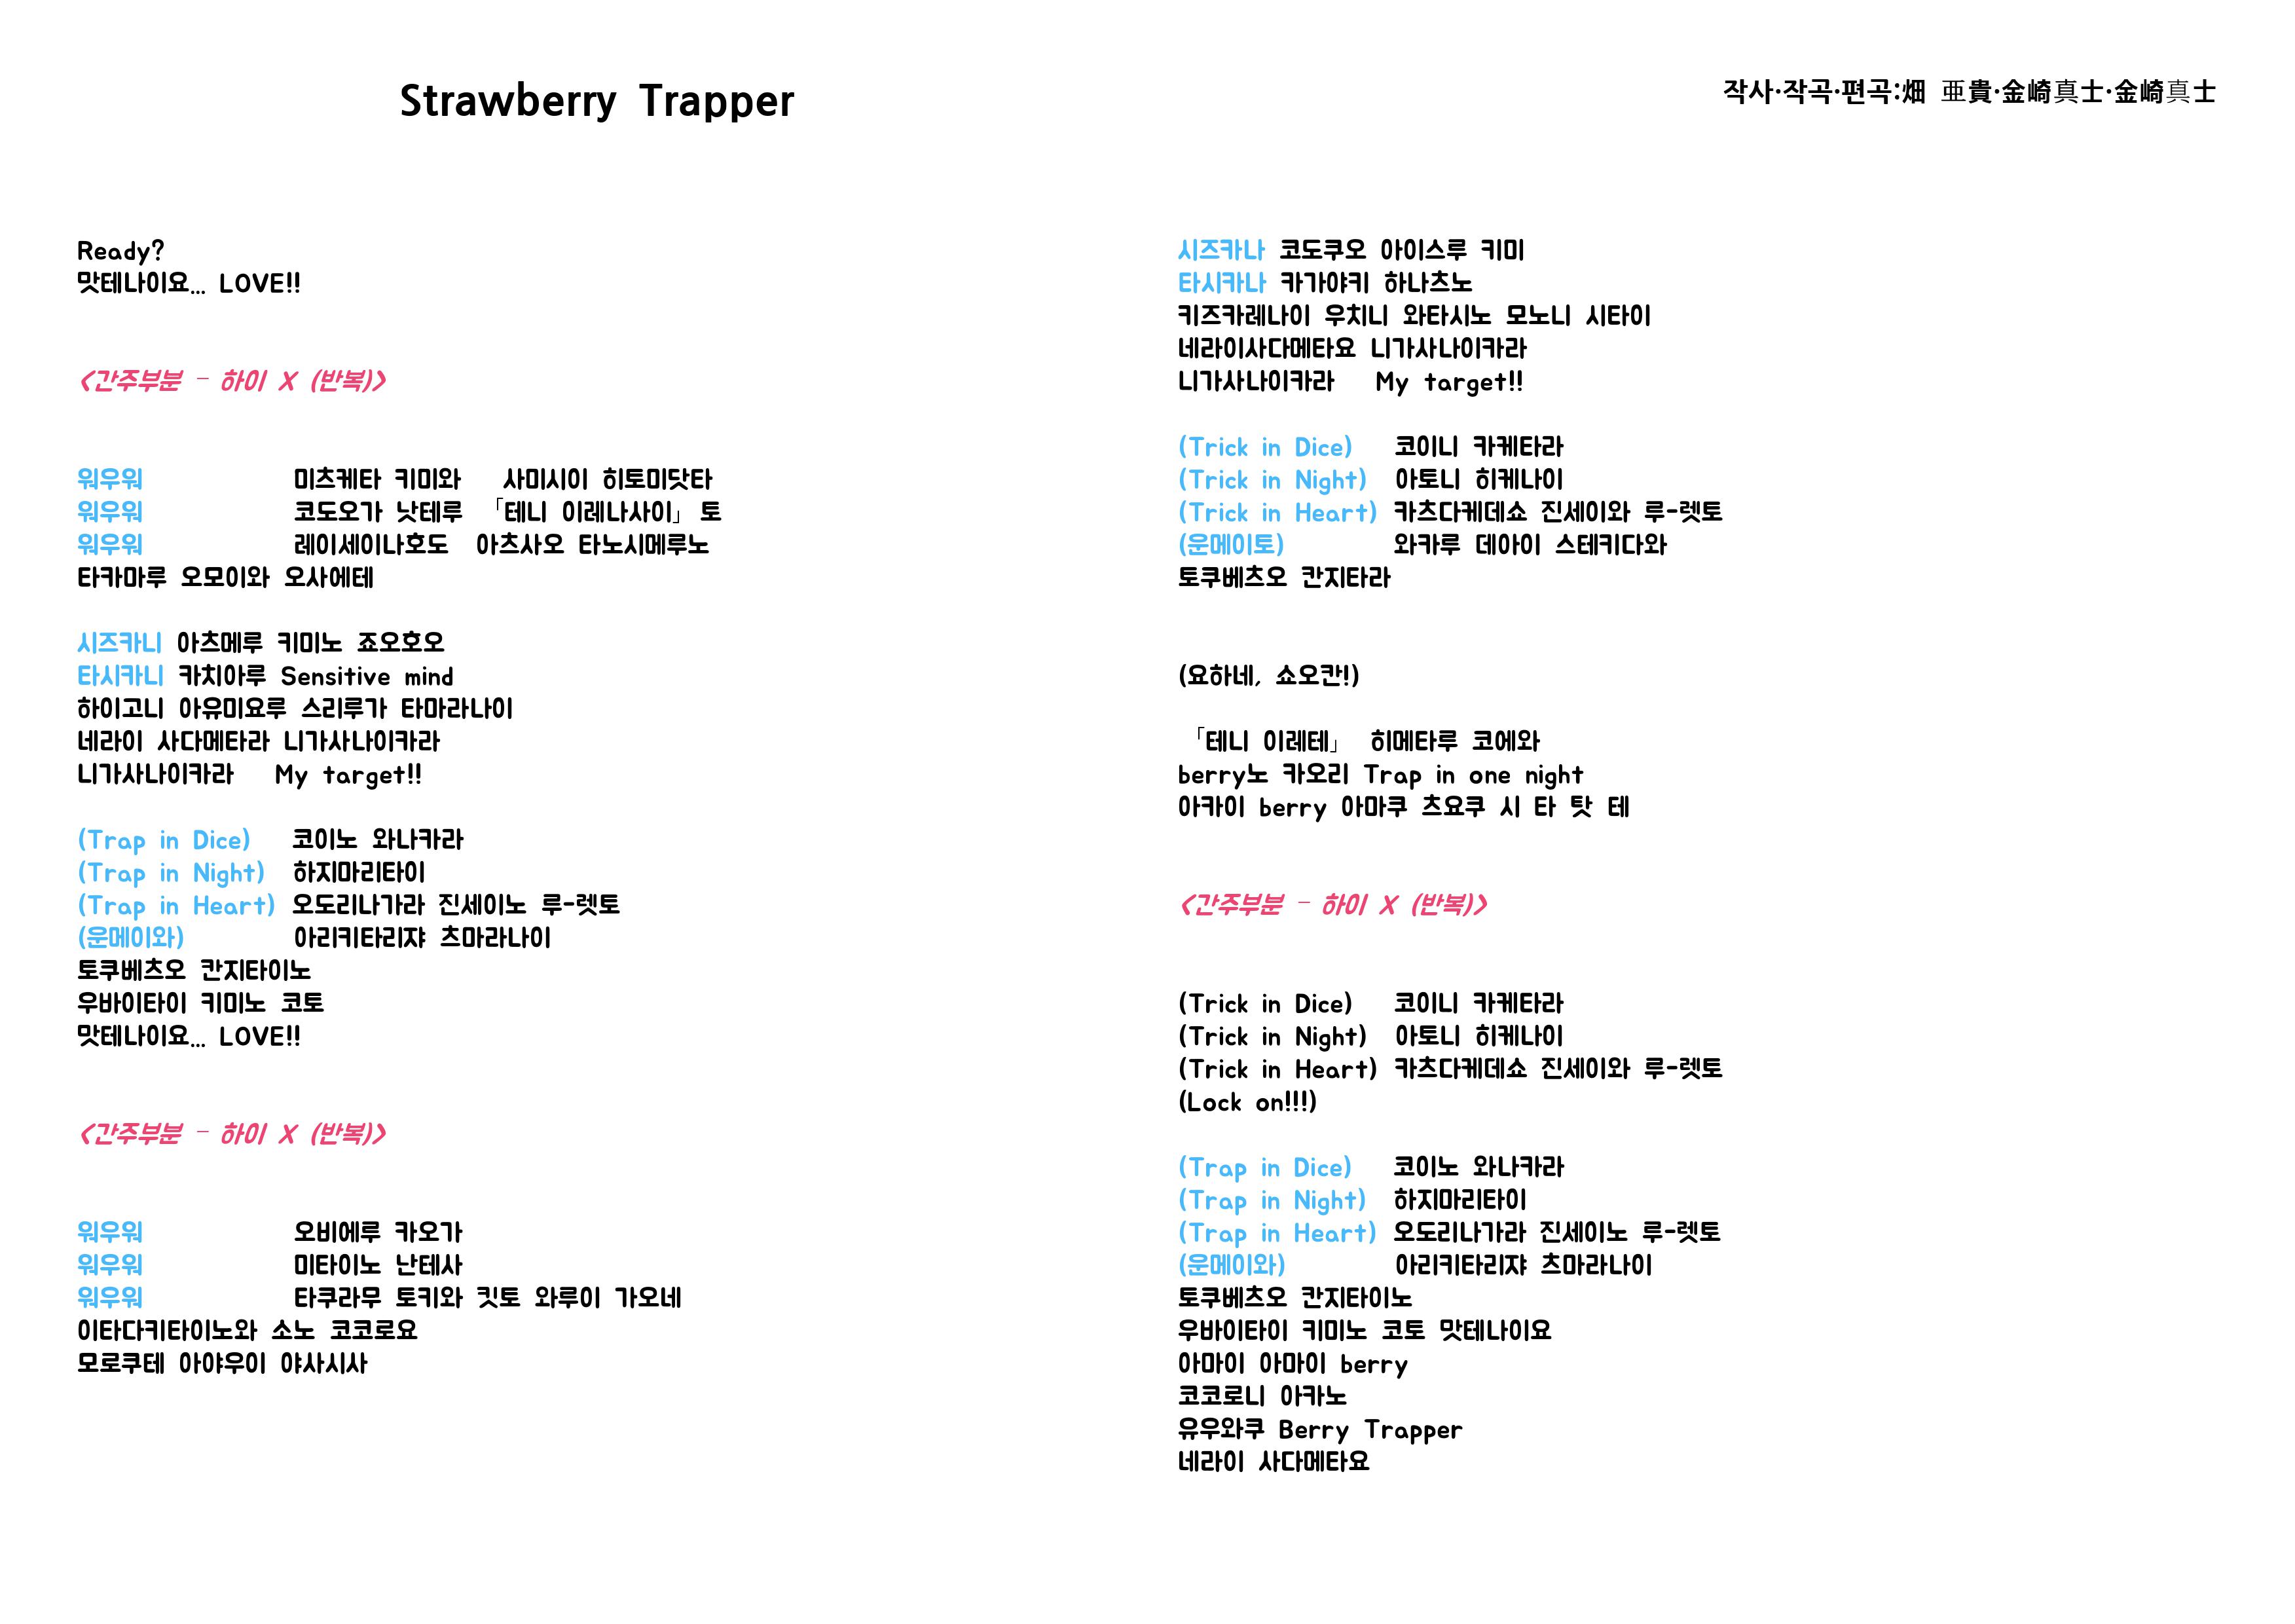 Strawberry Trapper
작사·작곡·편곡:畑 亜貴·金崎真士·金崎真士
Ready?
맛테나이요... LOVE!!
<간주부분 - 하이 X (반복)>
워우워 미츠케타 키미와 사미시이 히토미닷타
워우워 코도오가 낫테루 「테니 이레나사이」 토
워우워 레이세이나호도 아츠사오 타노시메루노
타카마루 오모이와 오사에테
시즈카니 아츠메루 키미노 죠오호오
타시카니 카치아루 Sensitive mind
하이고니 아유미요루 스리루가 타마라나이
네라이 사다메타라 니가사나이카라
니가사나이카라 My target!!
(Trap in Dice) 코이노 와나카라
(Trap in Night) 하지마리타이
(Trap in Heart) 오도리나가라 진세이노 루-렛토
(운메이와) 아리키타리쟈 츠마라나이
토쿠베츠오 칸지타이노
우바이타이 키미노 코토
맛테나이요... LOVE!!
<간주부분 - 하이 X (반복)>
워우워 오비에루 카오가
워우워 미타이노 난테사
워우워 타쿠라무 토키와 킷토 와루이 가오네
이타다키타이노와 소노 코코로요
모로쿠테 아야우이 야사시사
시즈카나 코도쿠오 아이스루 키미
타시카나 카가야키 하나츠노
키즈카레나이 우치니 와타시노 모노니 시타이
네라이사다메타요 니가사나이카라
니가사나이카라 My target!!
(Trick in Dice) 코이니 카케타라
(Trick in Night) 아토니 히케나이
(Trick in Heart) 카츠다케데쇼 진세이와 루-렛토
(운메이토) 와카루 데아이 스테키다와
토쿠베츠오 칸지타라
(요하네, 쇼오칸!)
「테니 이레테」 히메타루 코에와
berry노 카오리 Trap in one night
아카이 berry 아마쿠 츠요쿠 시 타 탓 테
<간주부분 - 하이 X (반복)>
(Trick in Dice) 코이니 카케타라
(Trick in Night) 아토니 히케나이
(Trick in Heart) 카츠다케데쇼 진세이와 루-렛토
(Lock on!!!)
(Trap in Dice) 코이노 와나카라
(Trap in Night) 하지마리타이
(Trap in Heart) 오도리나가라 진세이노 루-렛토
(운메이와) 아리키타리쟈 츠마라나이
토쿠베츠오 칸지타이노
우바이타이 키미노 코토 맛테나이요
아마이 아마이 berry
코코로니 아카노
유우와쿠 Berry Trapper
네라이 사다메타요